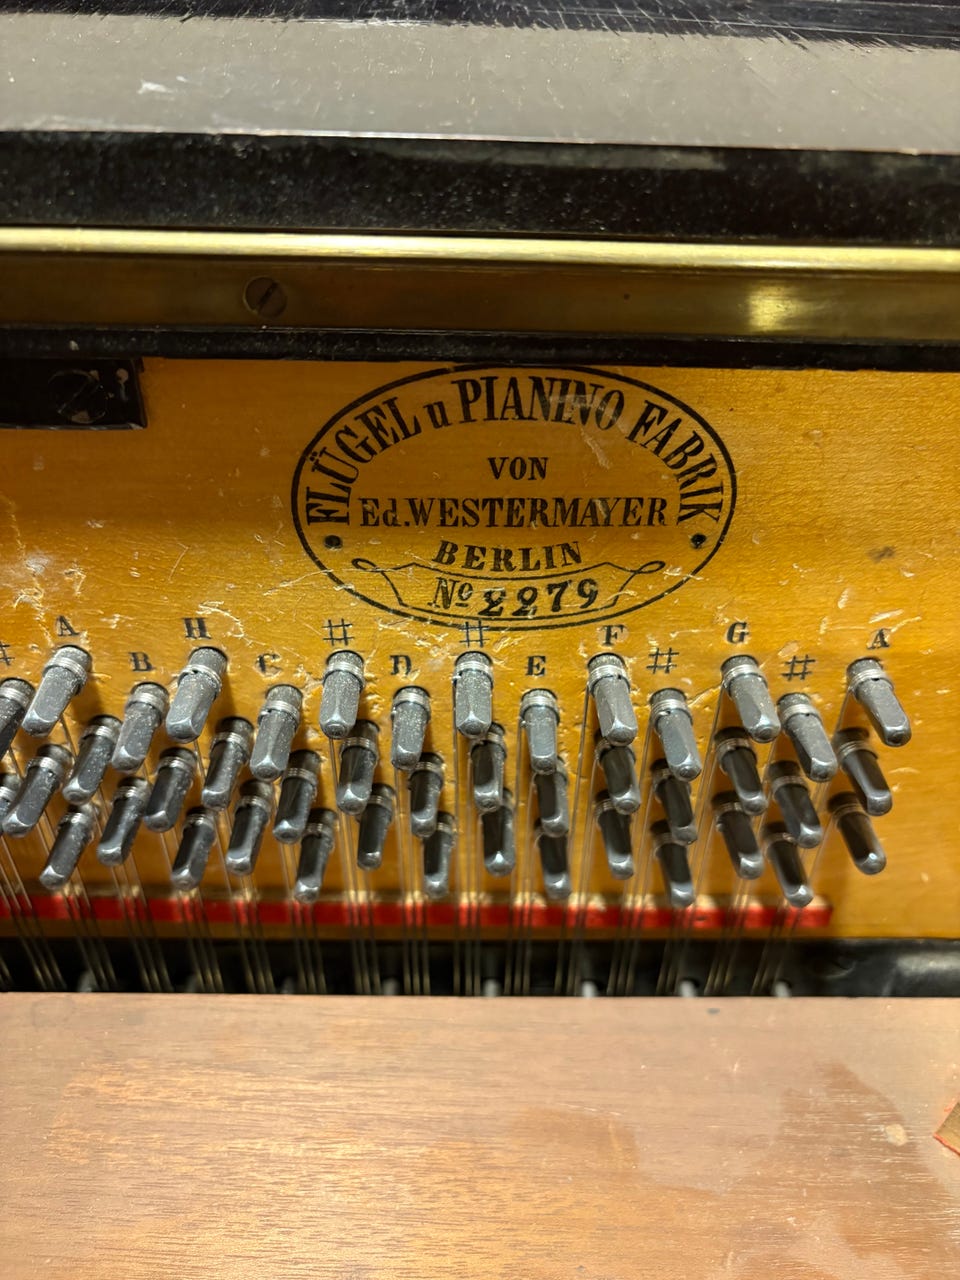 FLÜGEL u PIANINO FABRIK
VON
Ed. WESTERMAYER
BERLIN
No 2279
# A B H C # D # E F # G # A